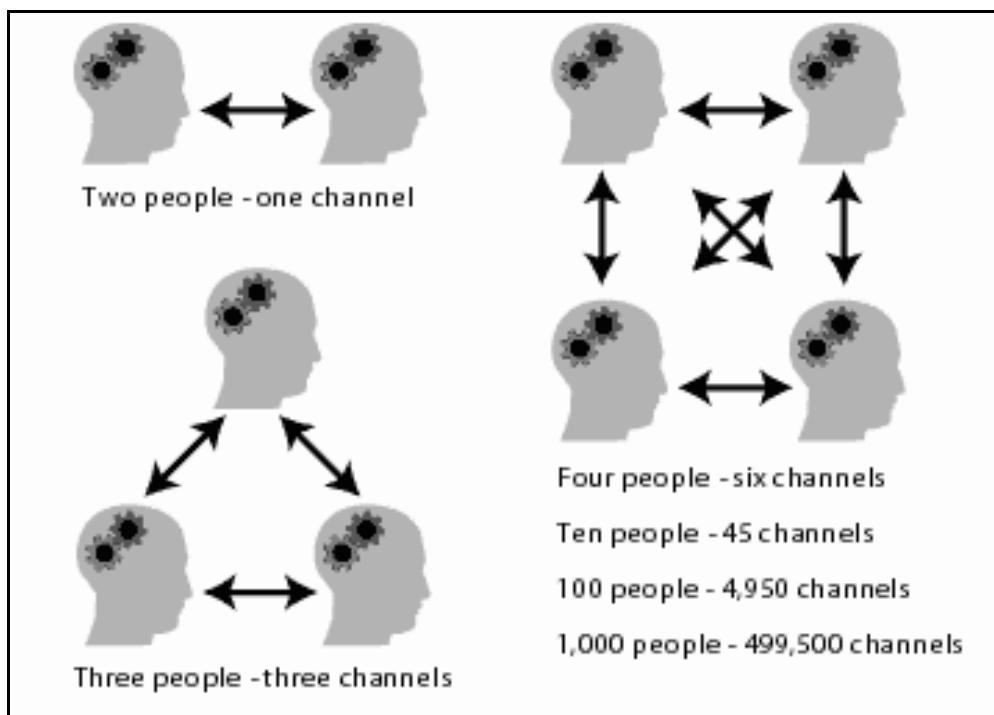 Two people - one channel
Three people - three channels
Four people - six channels
Ten people - 45 channels
100 people - 4,950 channels
1,000 people - 499,500 channels